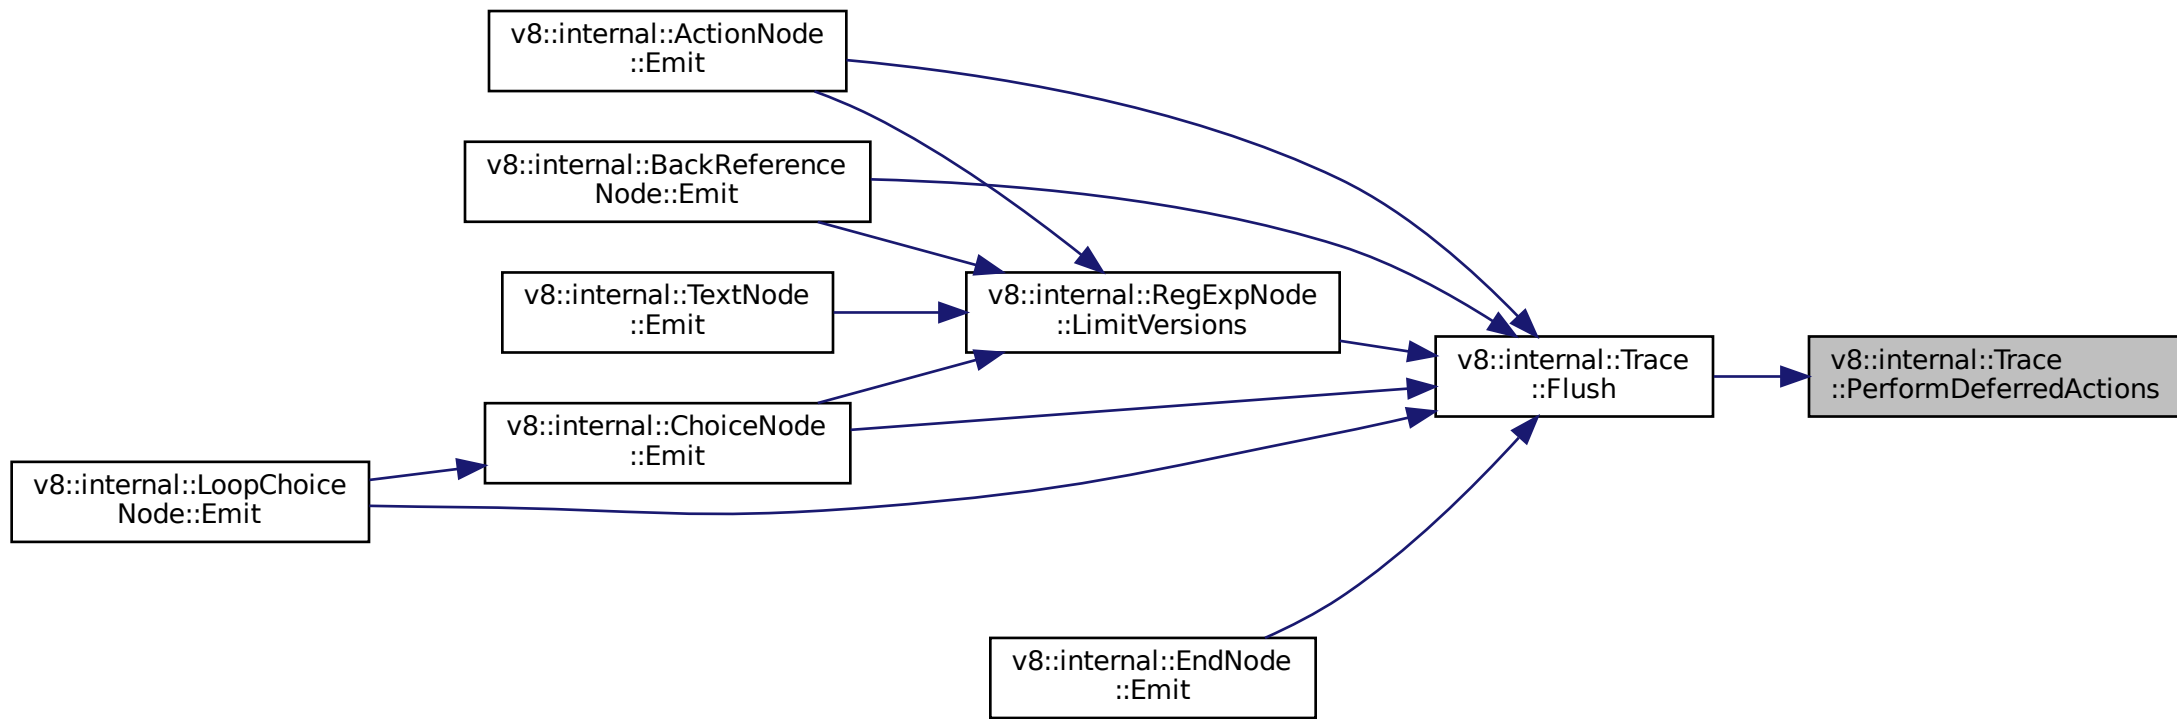 v8::internal::ActionNode
::Emit
v8::internal::BackReference
Node::Emit
v8::internal::TextNode
::Emit
v8::internal::RegExpNode
::LimitVersions
v8::internal::Trace
::Flush
v8::internal::Trace
::PerformDeferredActions
v8::internal::ChoiceNode
::Emit
v8::internal::LoopChoice
Node::Emit
v8::internal::EndNode
::Emit